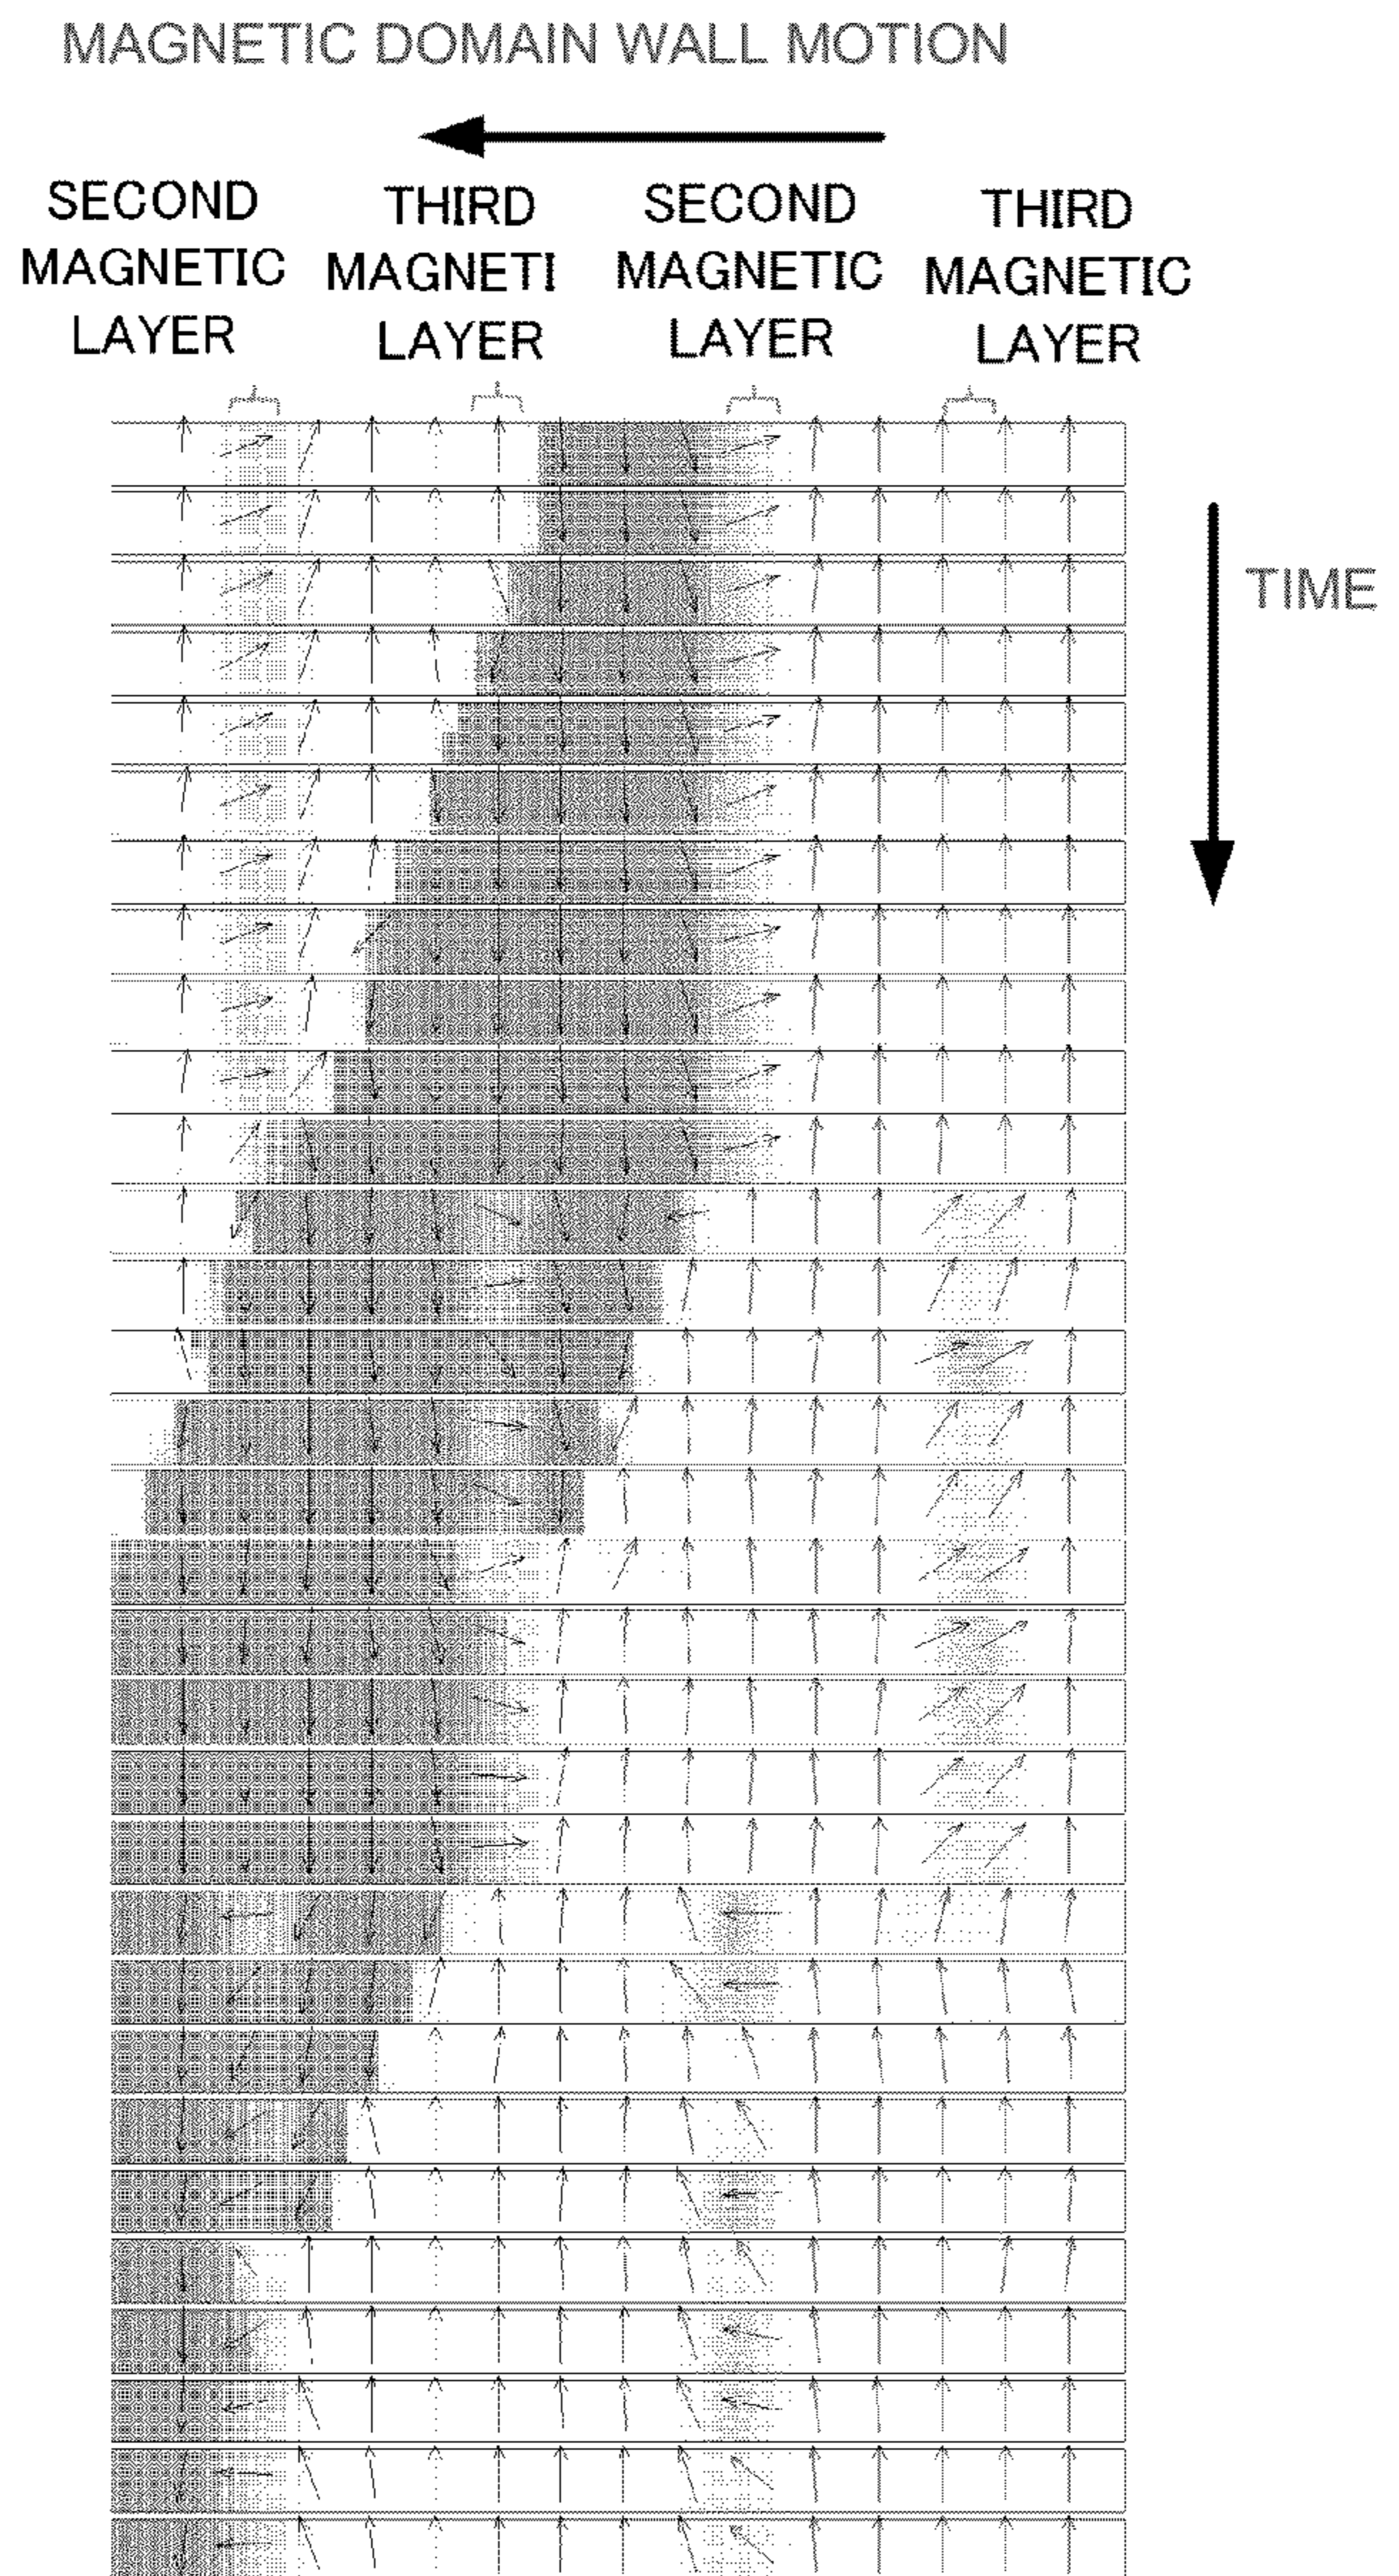 MAGNETIC DOMAIN WALL MOTION
SECOND
MAGNETIC
LAYER
THIRD
MAGNETI
LAYER
SECOND
MAGNETIC
LAYER
THIRD
MAGNETIC
LAYER
TIME